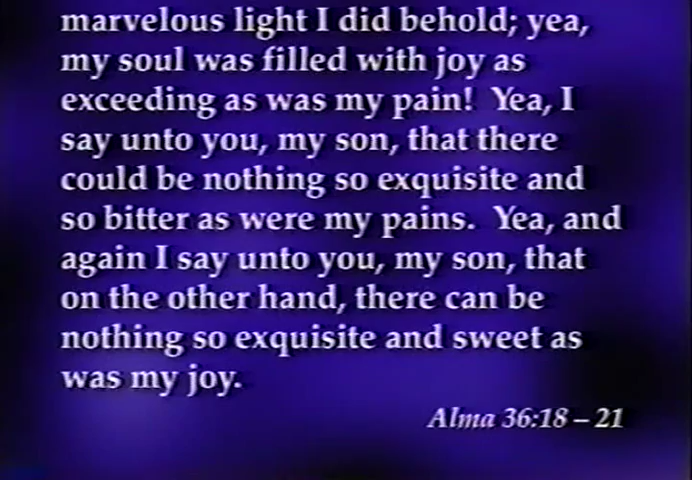 marvelous light I did behold; yea,
my soul was filled with joy as
exceeding as was my pain!  Yea, I
say unto you, my son, that there
could be nothing so exquisite and
so bitter as were my pains.  Yea, and
again I say unto you, my son, that
on the other hand, there can be
nothing so exquisite and sweet as
was my joy.
Alma 36:18 – 21